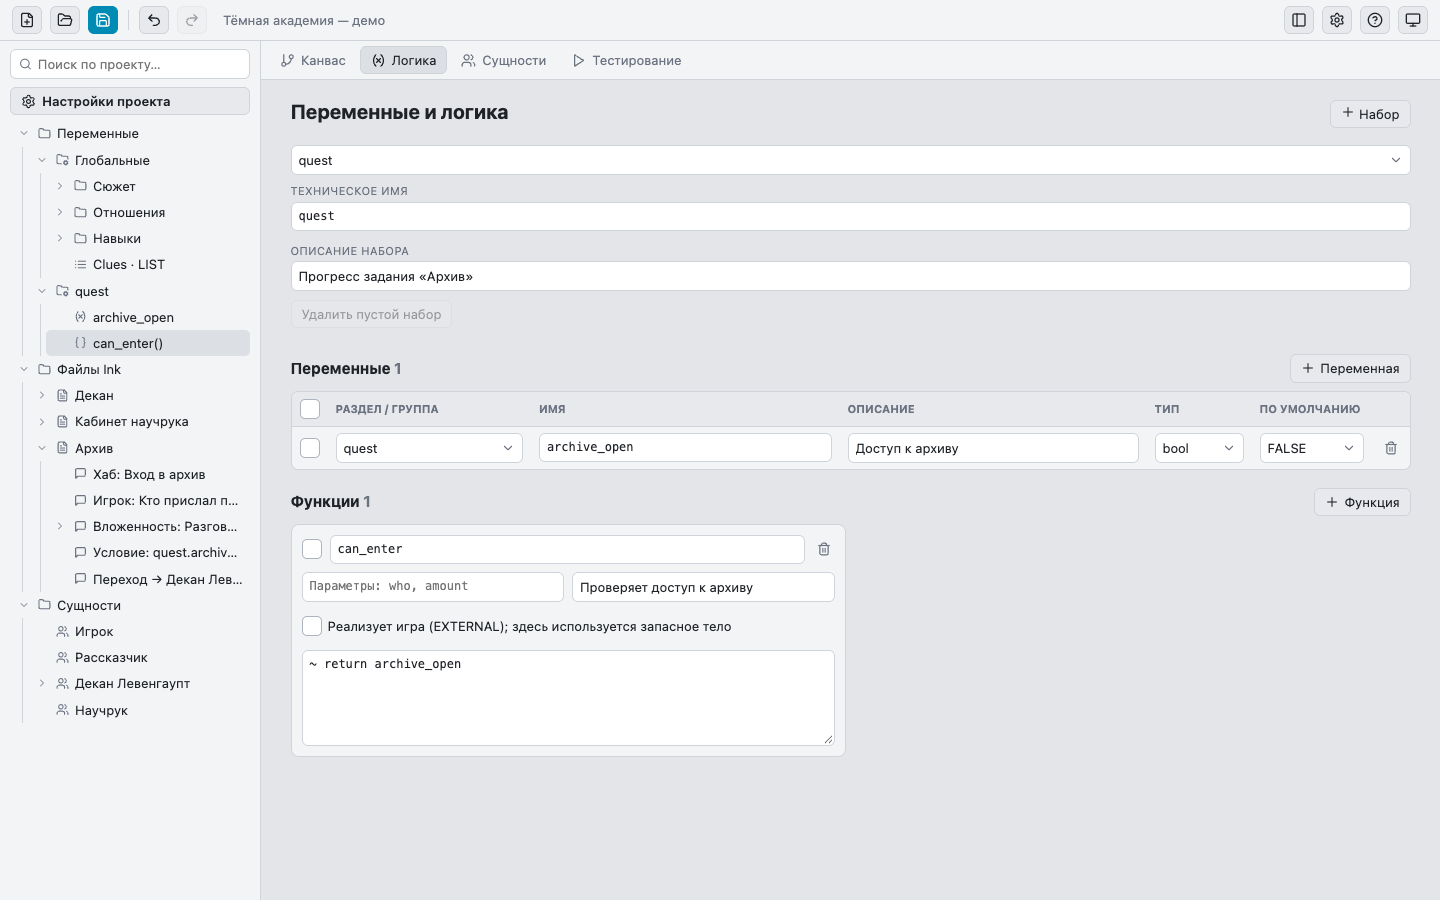 Тёмная академия — демо
Поиск по проекту...
Настройки проекта
Переменные
Глобальные
Сюжет
Отношения
Навыки
Clues · LIST
quest
archive_open
can_enter()
Файлы Ink
Декан
Кабинет научрука
Архив
Хаб: Вход в архив
Игрок: Кто прислал п...
Вложенность: Разгов...
Условие: quest.archiv...
Переход → Декан Лев...
Сущности
Игрок
Рассказчик
Декан Левенгаупт
Научрук
Канвас Логика Сущности Тестирование
Переменные и логика
Набор
quest
ТЕХНИЧЕСКОЕ ИМЯ
quest
ОПИСАНИЕ НАБОРА
Прогресс задания «Архив»
Удалить пустой набор
Переменные 1
Переменная
РАЗДЕЛ / ГРУППА ИМЯ ОПИСАНИЕ ТИП ПО УМОЛЧАНИЮ
quest archive_open Доступ к архиву bool FALSE
Функции 1
Функция
can_enter
Параметры: who, amount Проверяет доступ к архиву
Реализует игра (EXTERNAL); здесь используется запасное тело
~ return archive_open